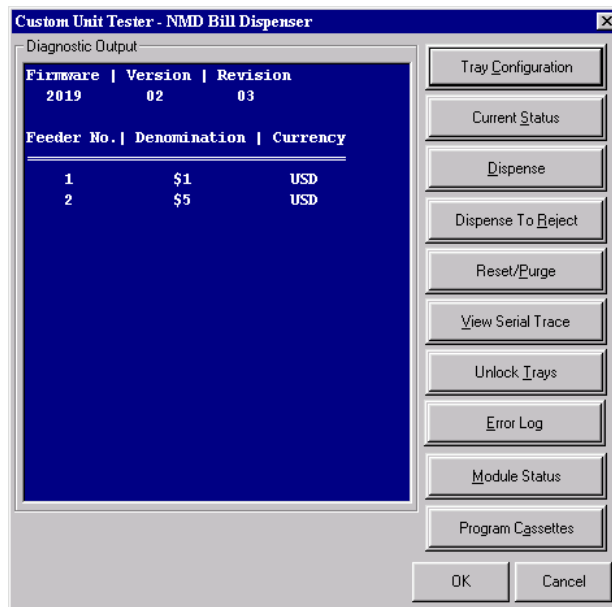 Custom Unit Tester - NMD Bill Dispenser
Diagnostic Output
Firmware | Version | Revision
2019 02 03
Feeder No.| Denomination | Currency
1 $1 USD
2 $5 USD
Tray Configuration
Current Status
Dispense
Dispense To Reject
Reset/Purge
View Serial Trace
Unlock Trays
Error Log
Module Status
Program Cassettes
OK Cancel